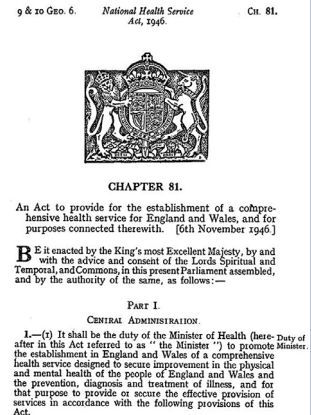 9 & 10 GEO. 6. National Health Service CH. 81.
Act, 1946.
CHAPTER 81.
An Act to provide for the establishment of a compre-
hensive health service for England and Wales, and for
purposes connected therewith. [6th November 1946.]
BE it enacted by the King's most Excellent Majesty, by and
with the advice and consent of the Lords Spiritual and
Temporal, and Commons, in this present Parliament assembled,
and by the authority of the same, as follows:—
PART I.
CENTRAL ADMINISTRATION.
1.—(1) It shall be the duty of the Minister of Health (here- Duty of
after in this Act referred to as " the Minister ") to promote Minister.
the establishment in England and Wales of a comprehensive
health service designed to secure improvement in the physical
and mental health of the people of England and Wales and
the prevention, diagnosis and treatment of illness, and for
that purpose to provide or secure the effective provision of
services in accordance with the following provisions of this
Act.